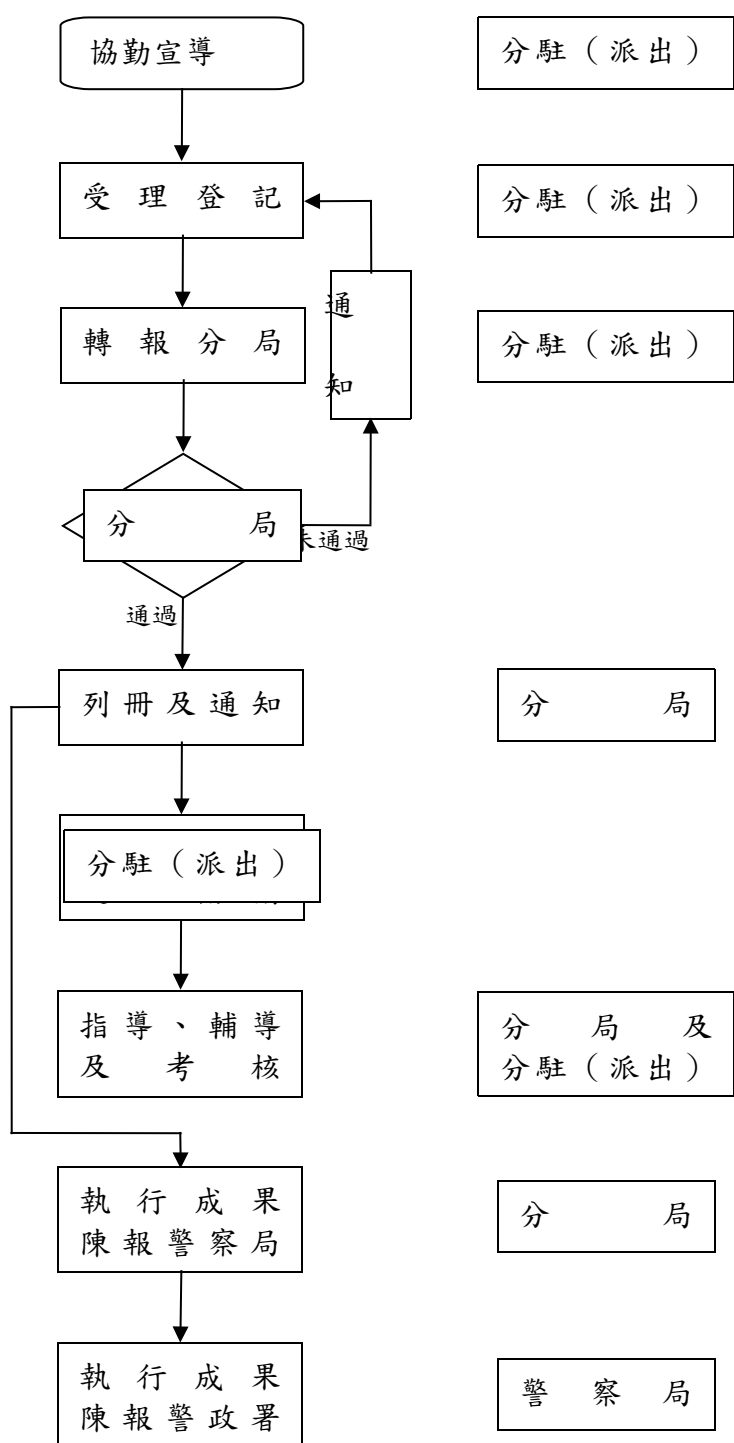 協勤宣導
分駐（派出）
受理登記
分駐（派出）
通
知
轉報分局
分駐（派出）
分局
未通過
通過
列冊及通知
分局
分駐（派出）
指導、輔導
及考核
分局及
分駐（派出）
執行成果
陳報警察局
分局
執行成果
陳報警政署
警察局